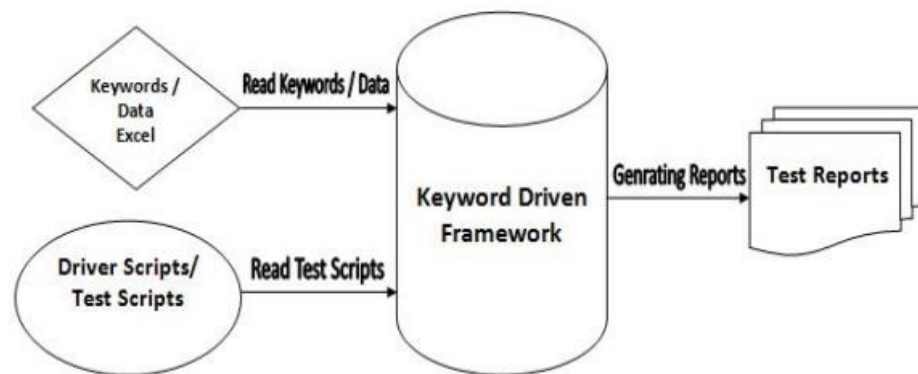 Keywords /
Data
Excel
Read Keywords / Data
Keyword Driven
Framework
Genrating Reports
Test Reports
Driver Scripts/
Test Scripts
Read Test Scripts